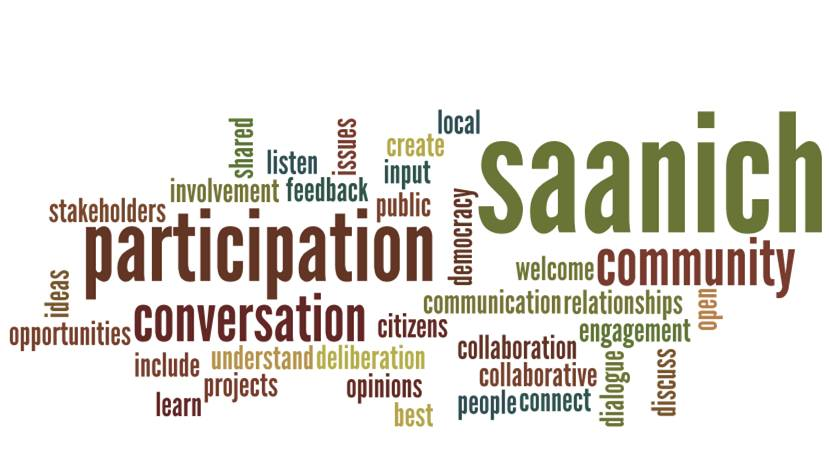 local
shared
issues
create
listen
input
involvement
feedback
saanich
stakeholders
public
democracy
participation
welcome
community
ideas
communication
relationships
open
opportunities
conversation
citizens
engagement
include
understand
deliberation
collaboration
projects
opinions
collaborative
dialogue
discuss
learn
best
people
connect